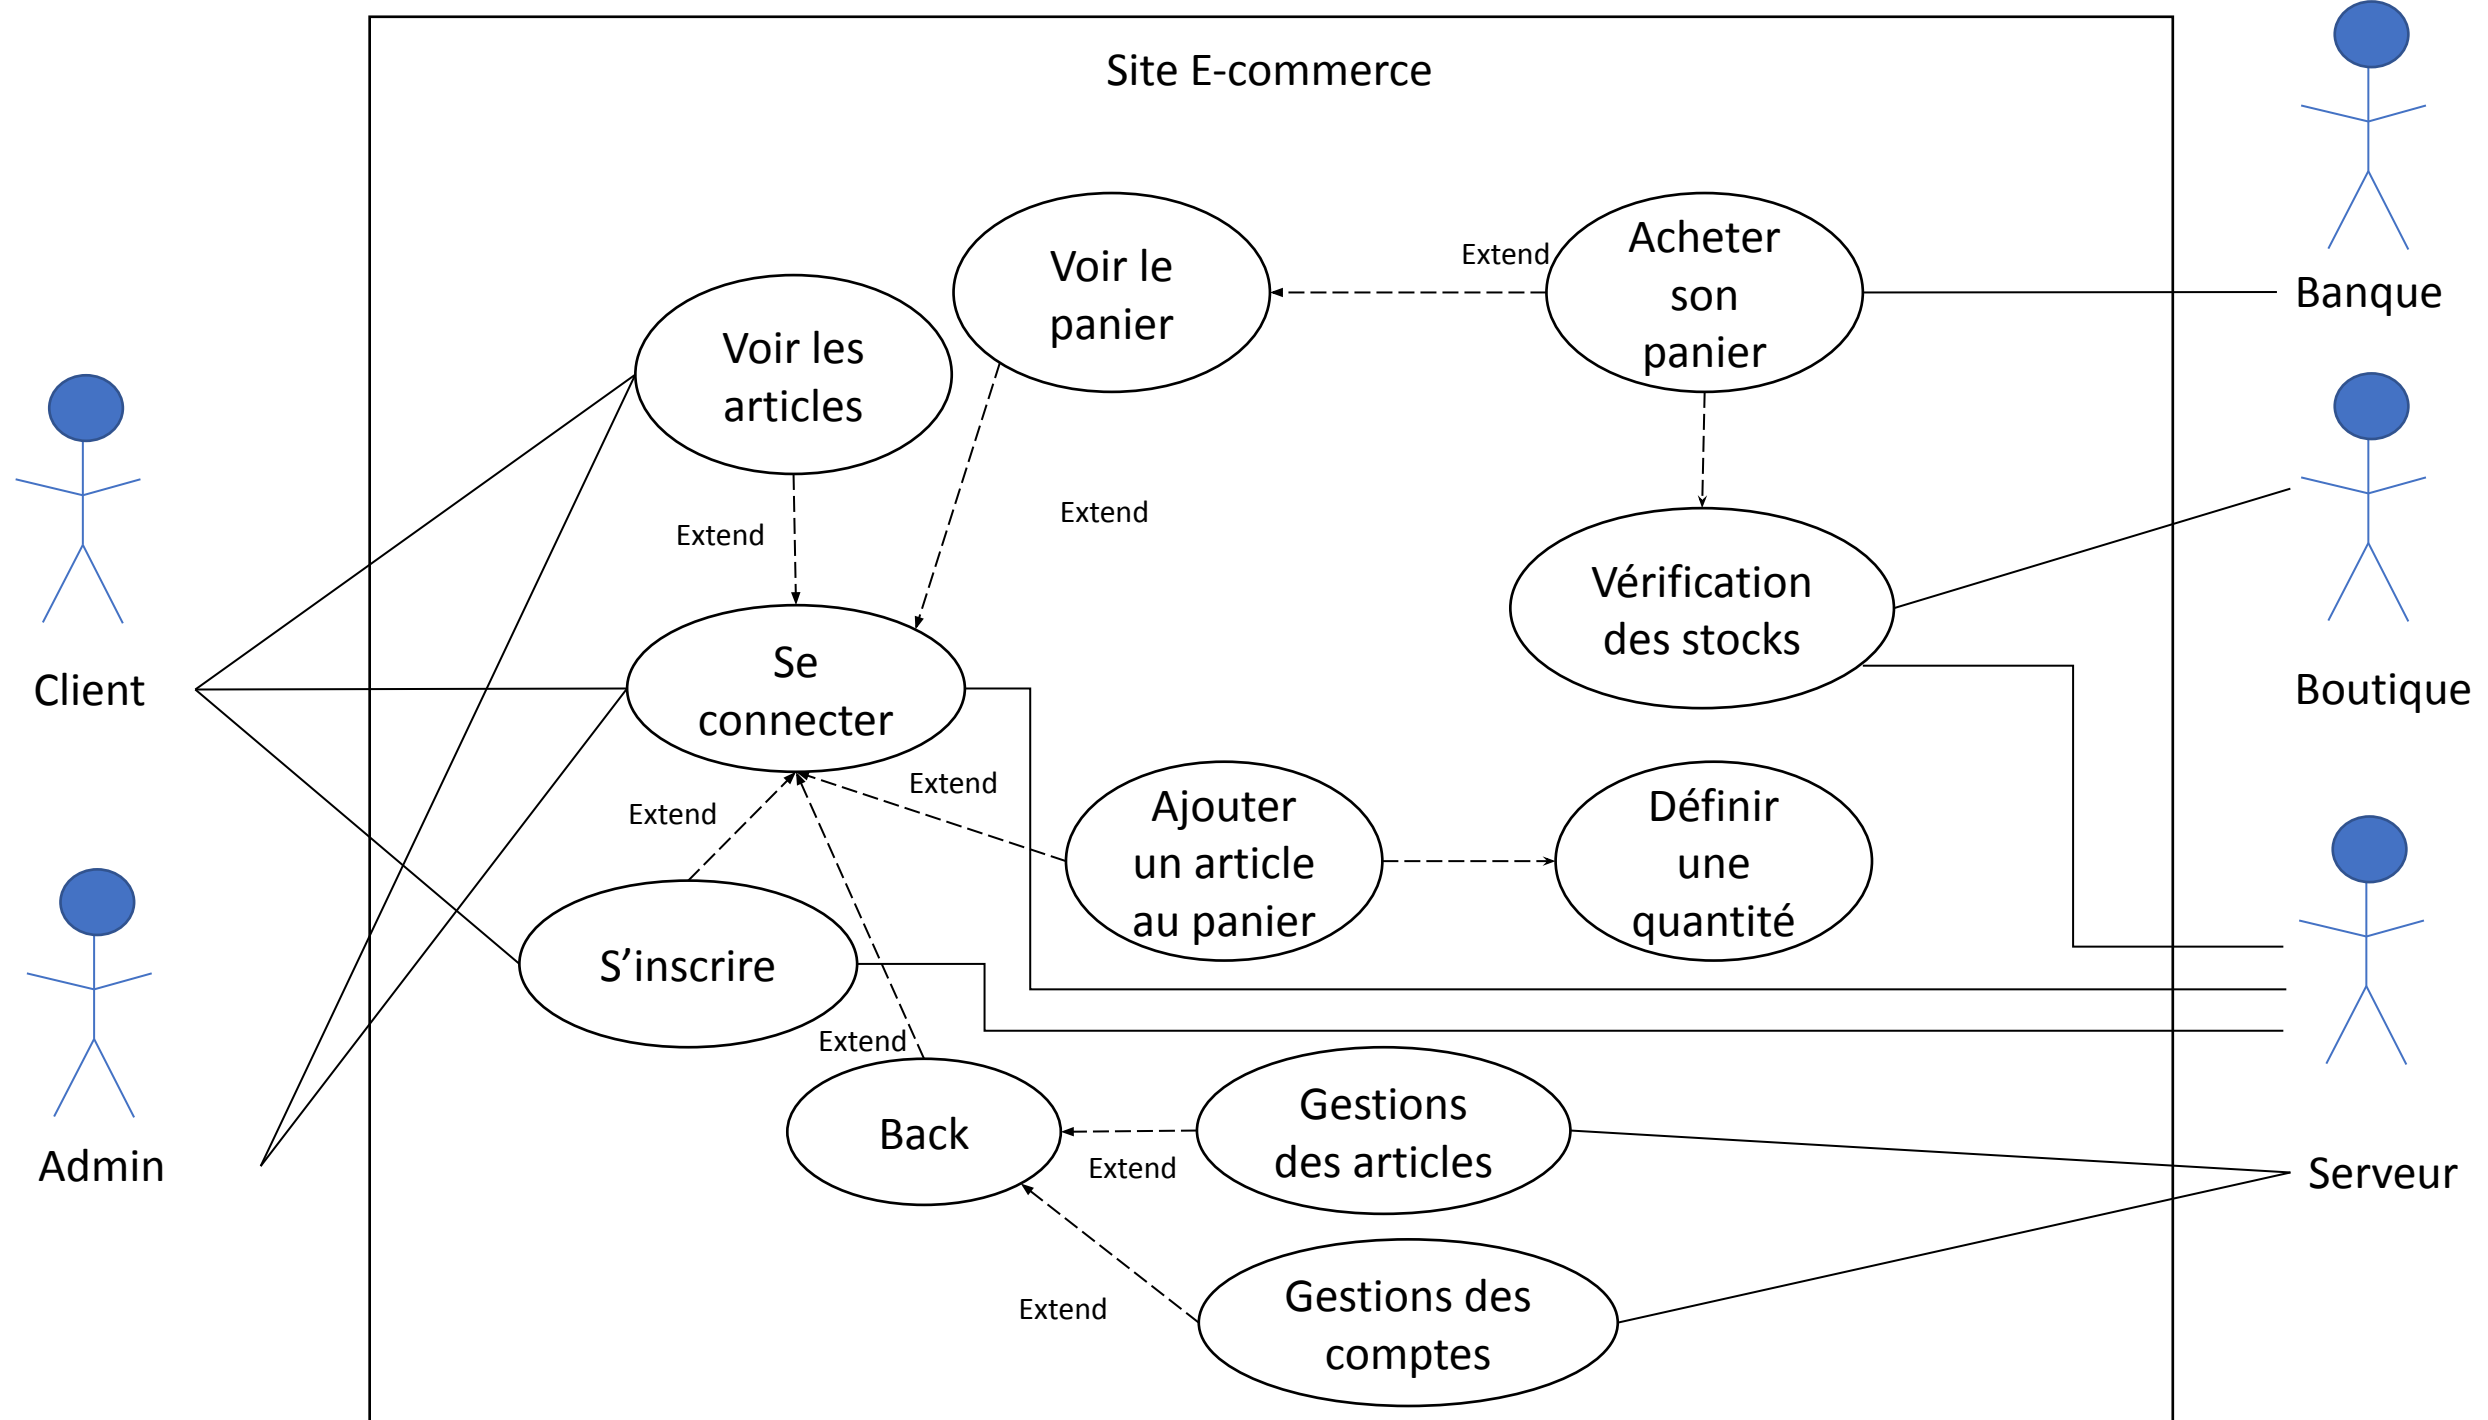 Site E-commerce
Acheter
son
panier
Extend
Voir le
panier
Banque
Voir les
articles
Extend
Extend
Vérification
des stocks
Client
Se
connecter
Boutique
Extend
Extend
Ajouter
un article
au panier
Définir
une
quantité
S’inscrire
Extend
Back
Gestions
des articles
Extend
Admin
Serveur
Extend
Gestions des
comptes